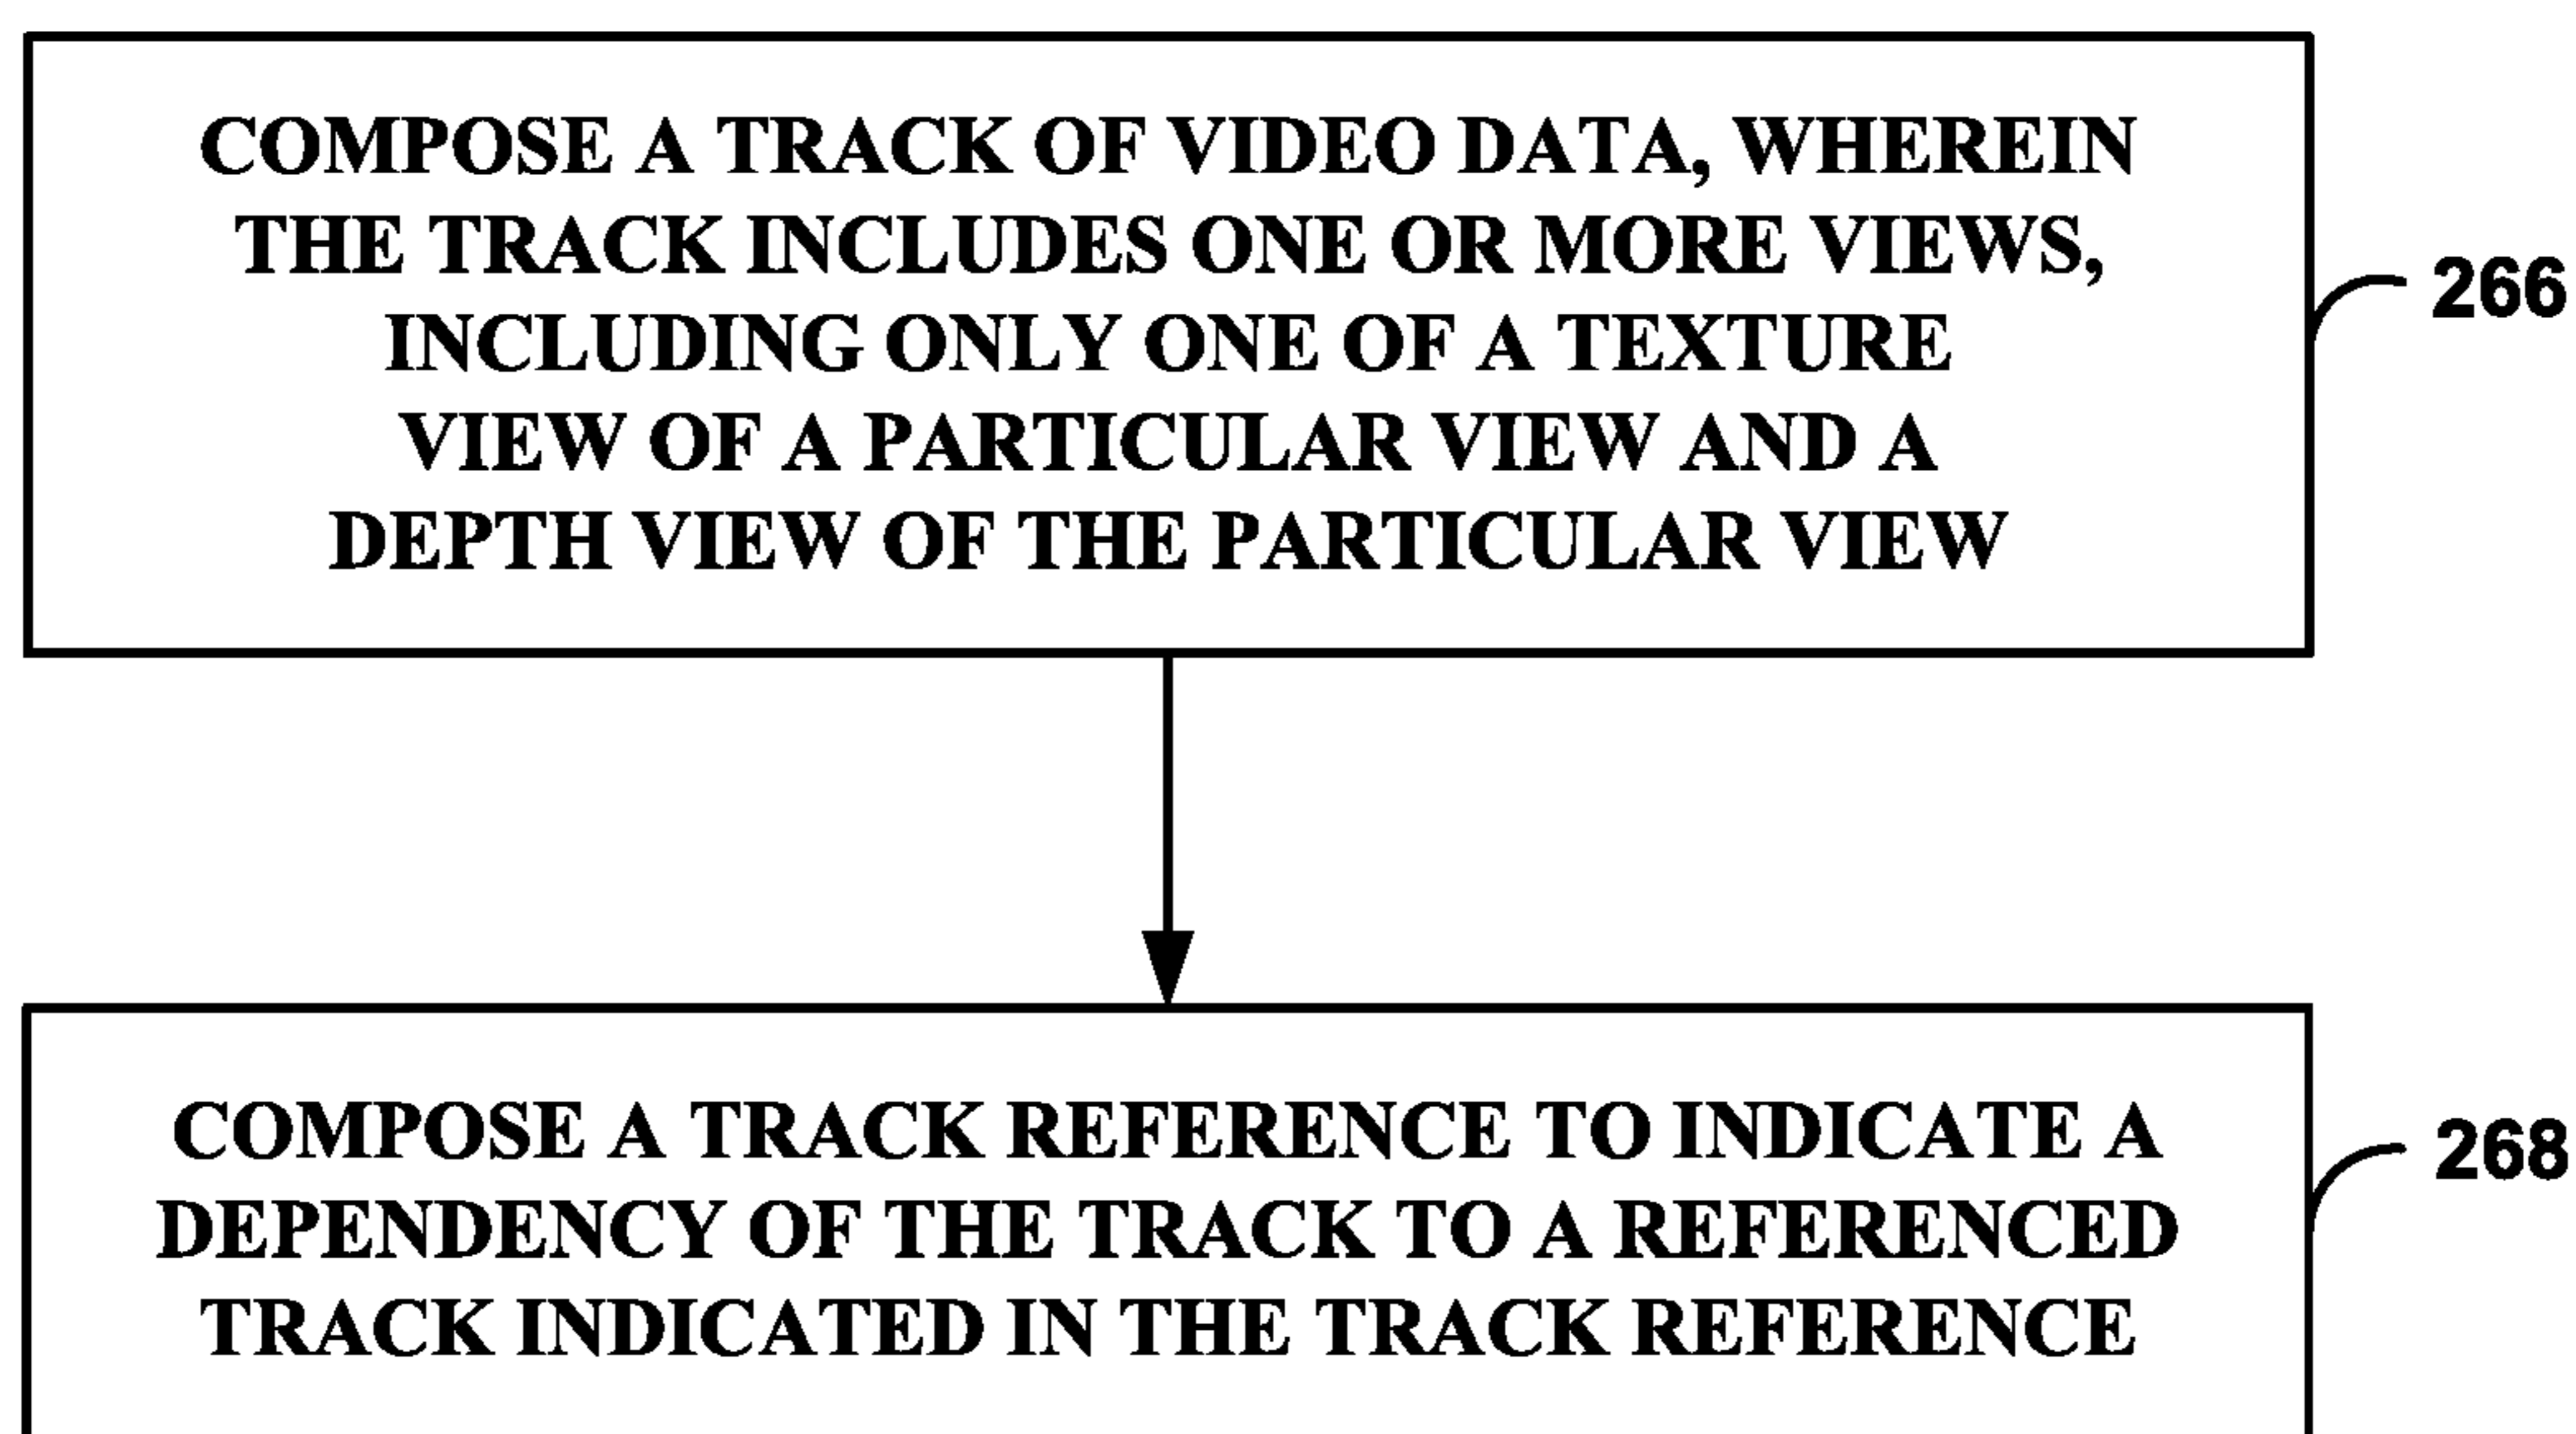 COMPOSE A TRACK OF VIDEO DATA, WHEREIN
THE TRACK INCLUDES ONE OR MORE VIEWS,
INCLUDING ONLY ONE OF A TEXTURE
VIEW OF A PARTICULAR VIEW AND A
DEPTH VIEW OF THE PARTICULAR VIEW
266
COMPOSE A TRACK REFERENCE TO INDICATE A
DEPENDENCY OF THE TRACK TO A REFERENCED
TRACK INDICATED IN THE TRACK REFERENCE
268